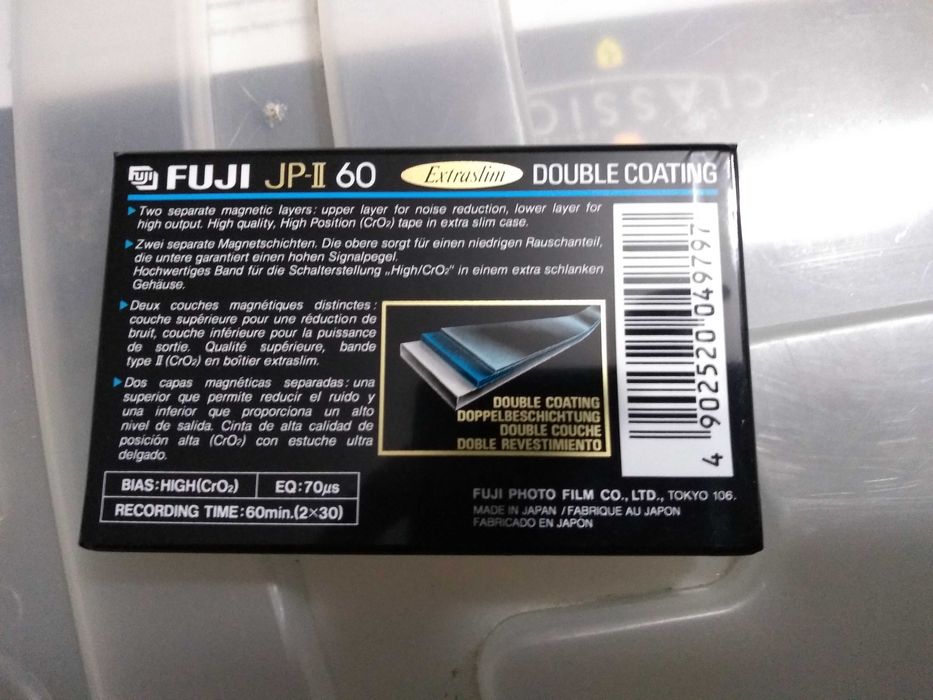 FUJI JP-II 60 Extraslim DOUBLE COATING
Two separate magnetic layers: upper layer for noise reduction, lower layer for
high output. High quality, High Position (CrO2) tape in extra slim case.
Zwei separate Magnetschichten. Die obere sorgt für einen niedrigen Rauschanteil,
die untere garantiert einen hohen Signalpegel.
Hochwertiges Band für die Schalterstellung „High/CrO2" in einem extra schlanken
Gehäuse.
Deux couches magnétiques distinctes :
couche supérieure pour une réduction de
bruit, couche inférieure pour la puissance
de sortie. Qualité supérieure, bande
type II (CrO2) en boîtier extraslim.
Dos capas magnéticas separadas: una
superior que permite reducir el ruido y
una inferior que proporciona un alto
nivel de salida. Cinta de alta calidad de
posición alta (CrO2) con estuche ultra
delgado.
DOUBLE COATING
DOPPELBESCHICHTUNG
DOUBLE COUCHE
DOBLE REVESTIMIENTO
4 902520 049797
BIAS:HIGH(CrO2) EQ:70µs
RECORDING TIME:60min.(2×30)
FUJI PHOTO FILM CO., LTD., TOKYO 106.
MADE IN JAPAN / FABRIQUE AU JAPON
FABRICADO EN JAPÓN
CLASSIC